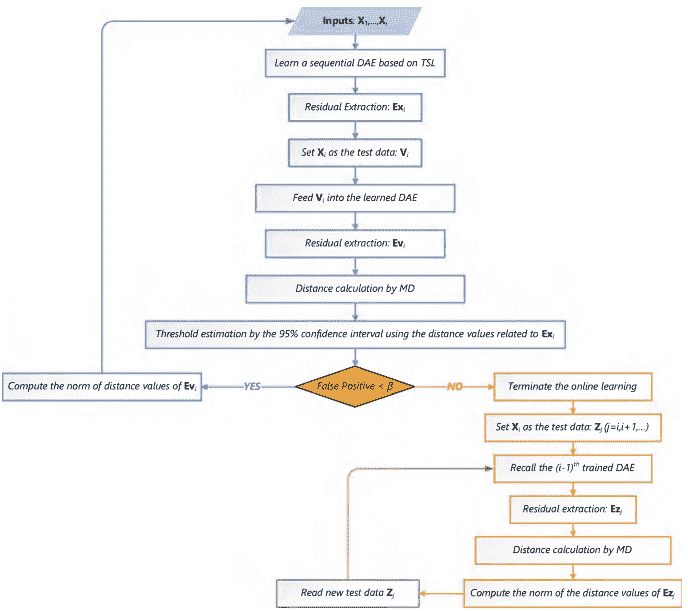 Inputs: X₁,...,Xᵢ
Learn a sequential DAE based on TSL
Residual Extraction: Exᵢ
Set Xᵢ as the test data: Vᵢ
Feed Vᵢ into the learned DAE
Residual extraction: Evᵢ
Distance calculation by MD
Threshold estimation by the 95% confidence interval using the distance values related to Exᵢ
Compute the norm of distance values of Evᵢ
YES
False Positive < β
NO
Terminate the online learning
Set Xᵢ as the test data: Zⱼ (j=i,i+1,...)
Recall the (i-1)ᵗʰ trained DAE
Residual extraction: Ezⱼ
Distance calculation by MD
Read new test data Zⱼ
Compute the norm of the distance values of Ezⱼ